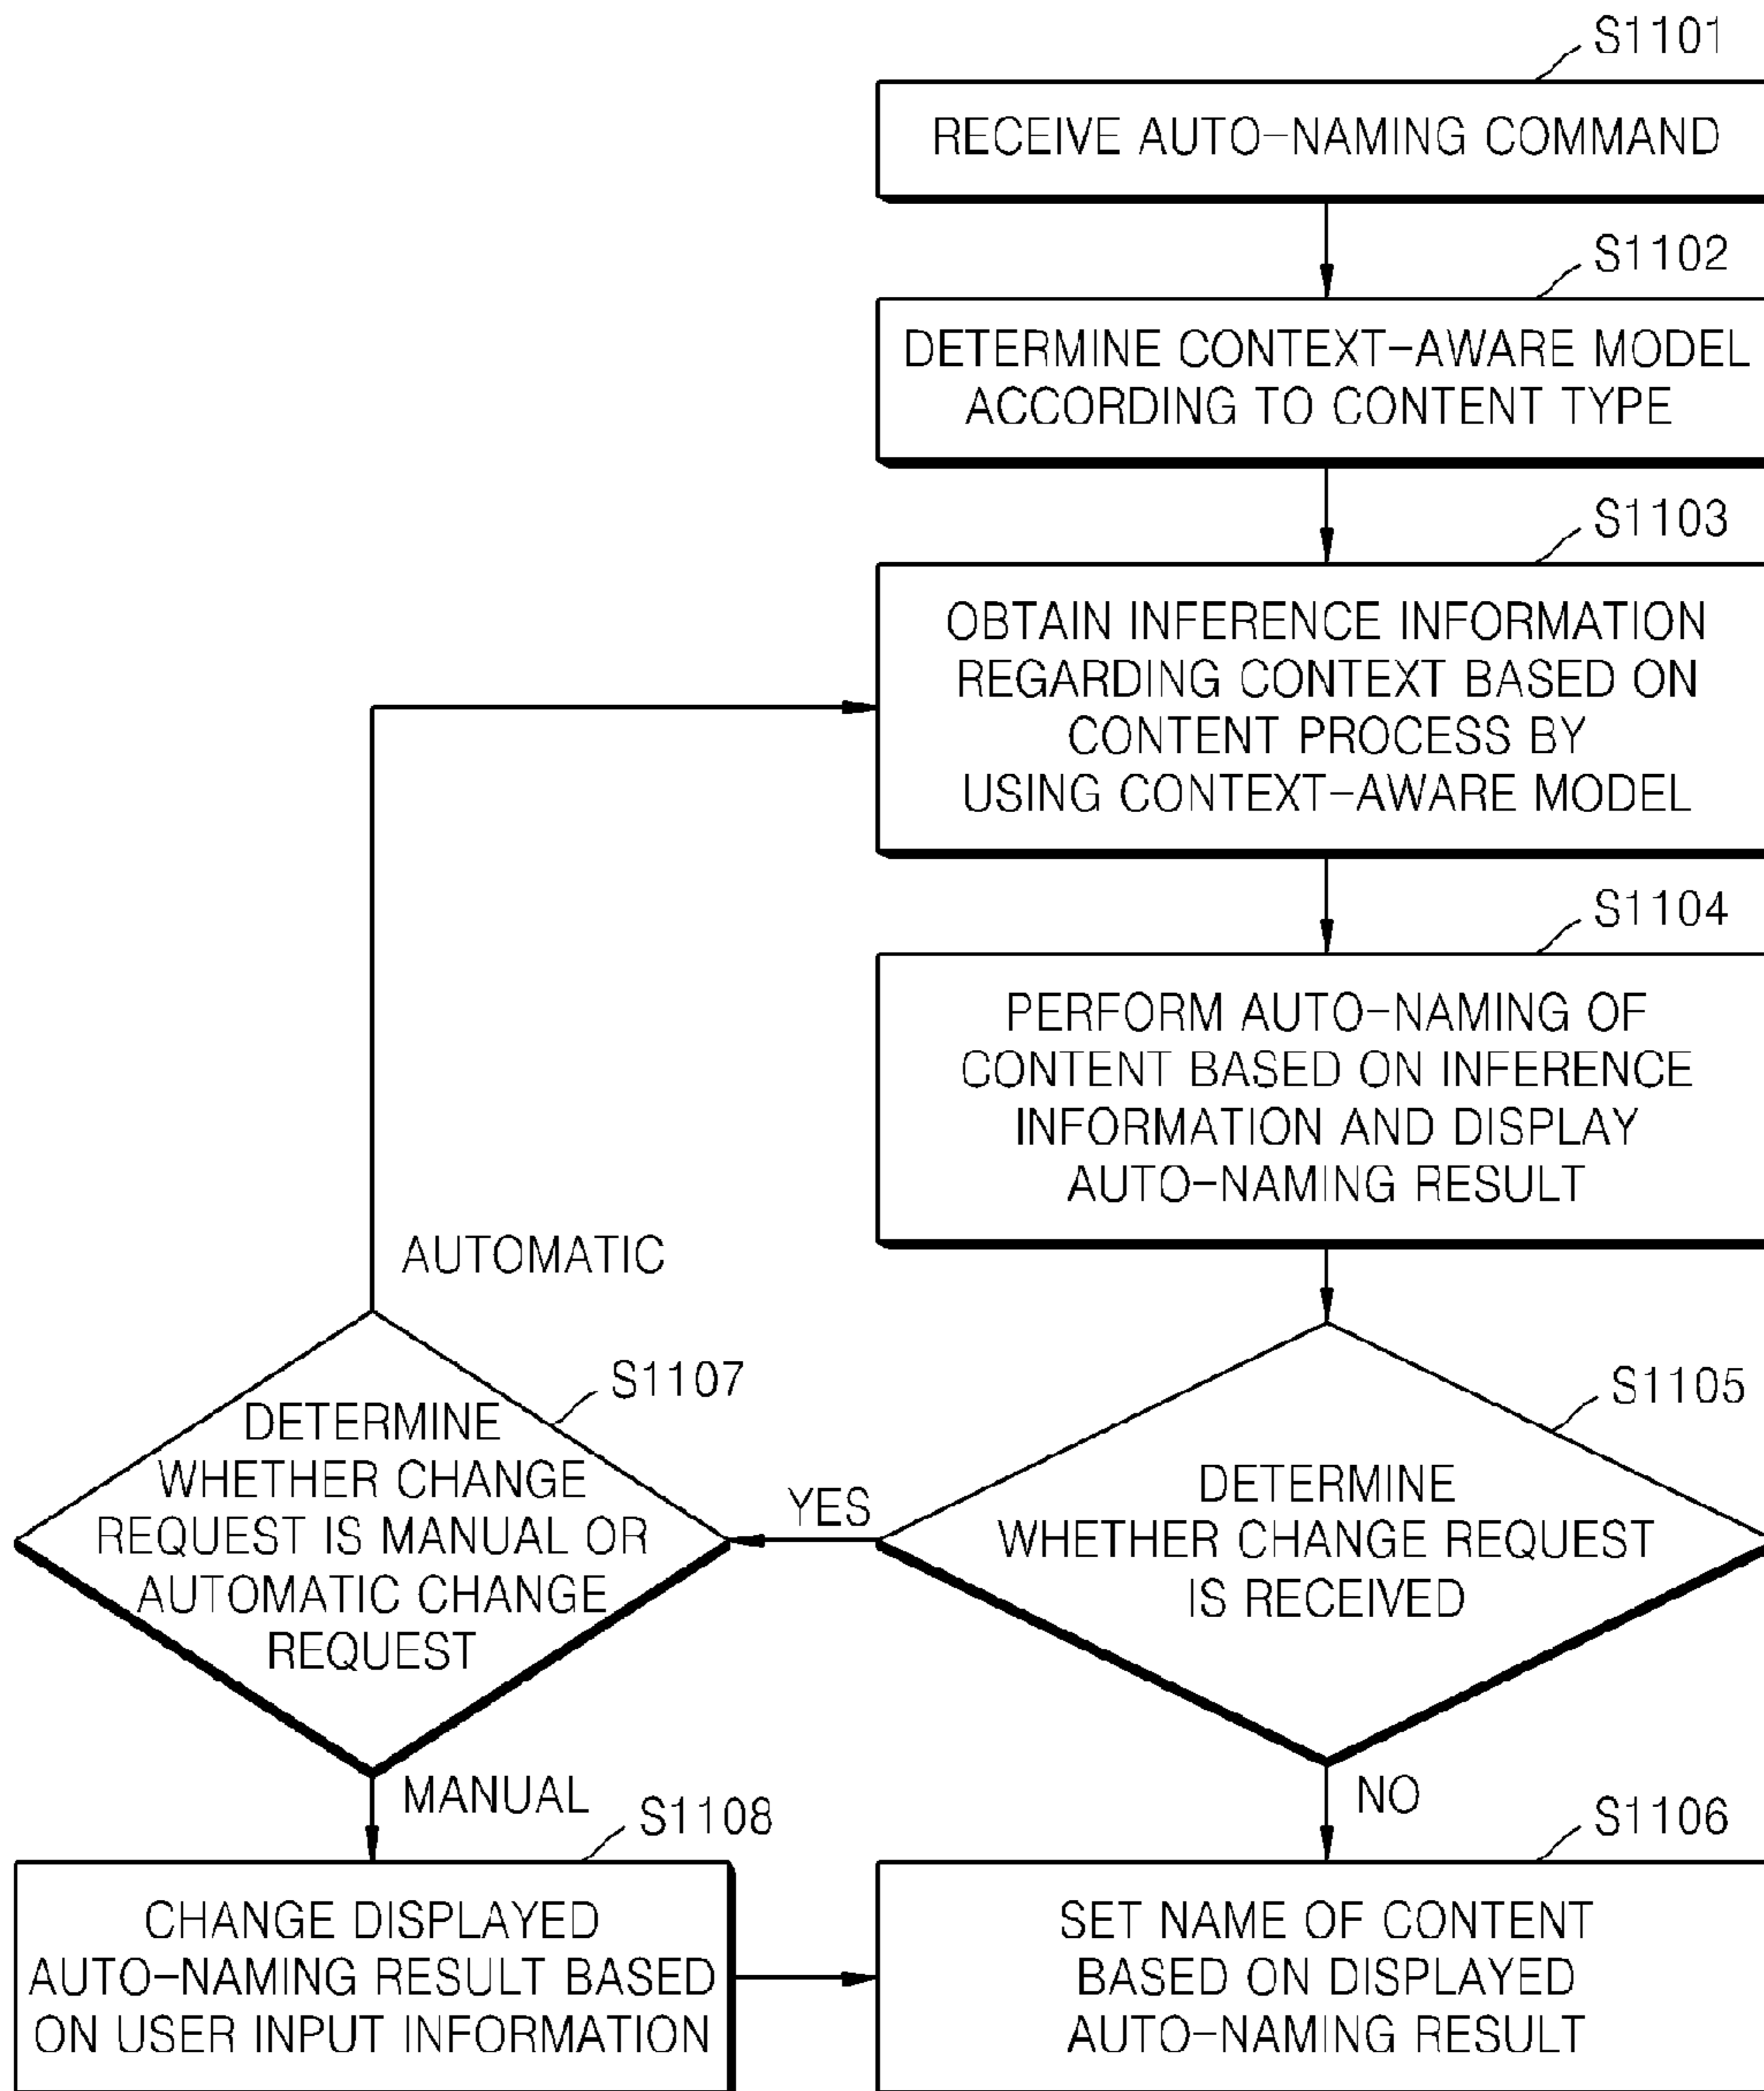 S1101
RECEIVE AUTO-NAMING COMMAND
S1102
DETERMINE CONTEXT-AWARE MODEL
ACCORDING TO CONTENT TYPE
S1103
OBTAIN INFERENCE INFORMATION
REGARDING CONTEXT BASED ON
CONTENT PROCESS BY
USING CONTEXT-AWARE MODEL
S1104
PERFORM AUTO-NAMING OF
CONTENT BASED ON INFERENCE
INFORMATION AND DISPLAY
AUTO-NAMING RESULT
S1105
DETERMINE
WHETHER CHANGE REQUEST
IS RECEIVED
YES
NO
AUTOMATIC
S1107
DETERMINE
WHETHER CHANGE
REQUEST IS MANUAL OR
AUTOMATIC CHANGE
REQUEST
MANUAL
S1108
CHANGE DISPLAYED
AUTO-NAMING RESULT BASED
ON USER INPUT INFORMATION
S1106
SET NAME OF CONTENT
BASED ON DISPLAYED
AUTO-NAMING RESULT